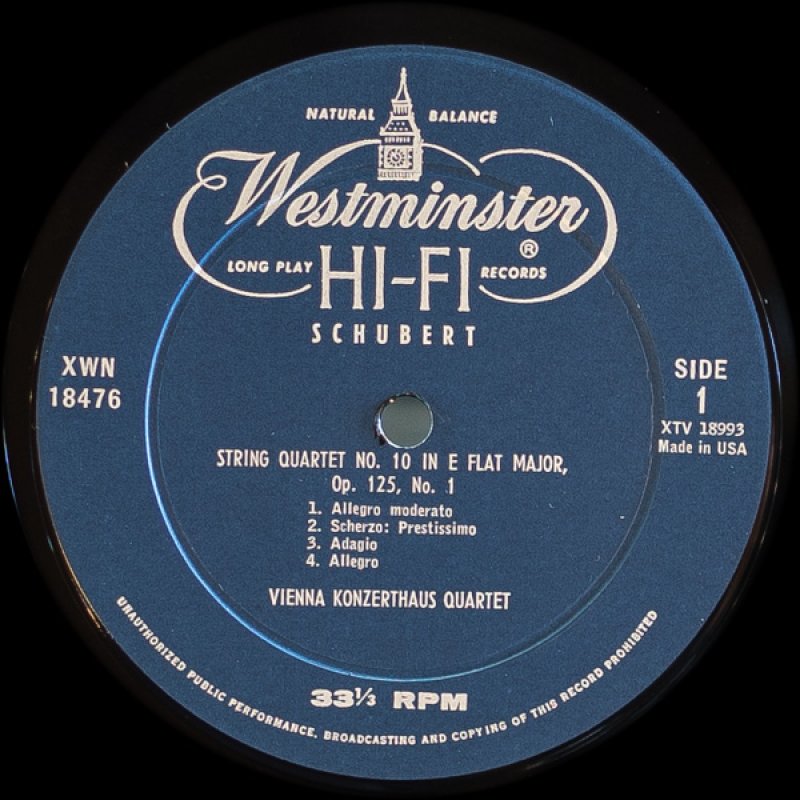 NATURAL BALANCE
Westminster ®
LONG PLAY HI-FI RECORDS
SCHUBERT
XWN
18476
SIDE
1
XTV 18993
Made in USA
STRING QUARTET NO. 10 IN E FLAT MAJOR,
Op. 125, No. 1
1. Allegro moderato
2. Scherzo: Prestissimo
3. Adagio
4. Allegro
VIENNA KONZERTHAUS QUARTET
33⅓ RPM
UNAUTHORIZED PUBLIC PERFORMANCE, BROADCASTING AND COPYING OF THIS RECORD PROHIBITED